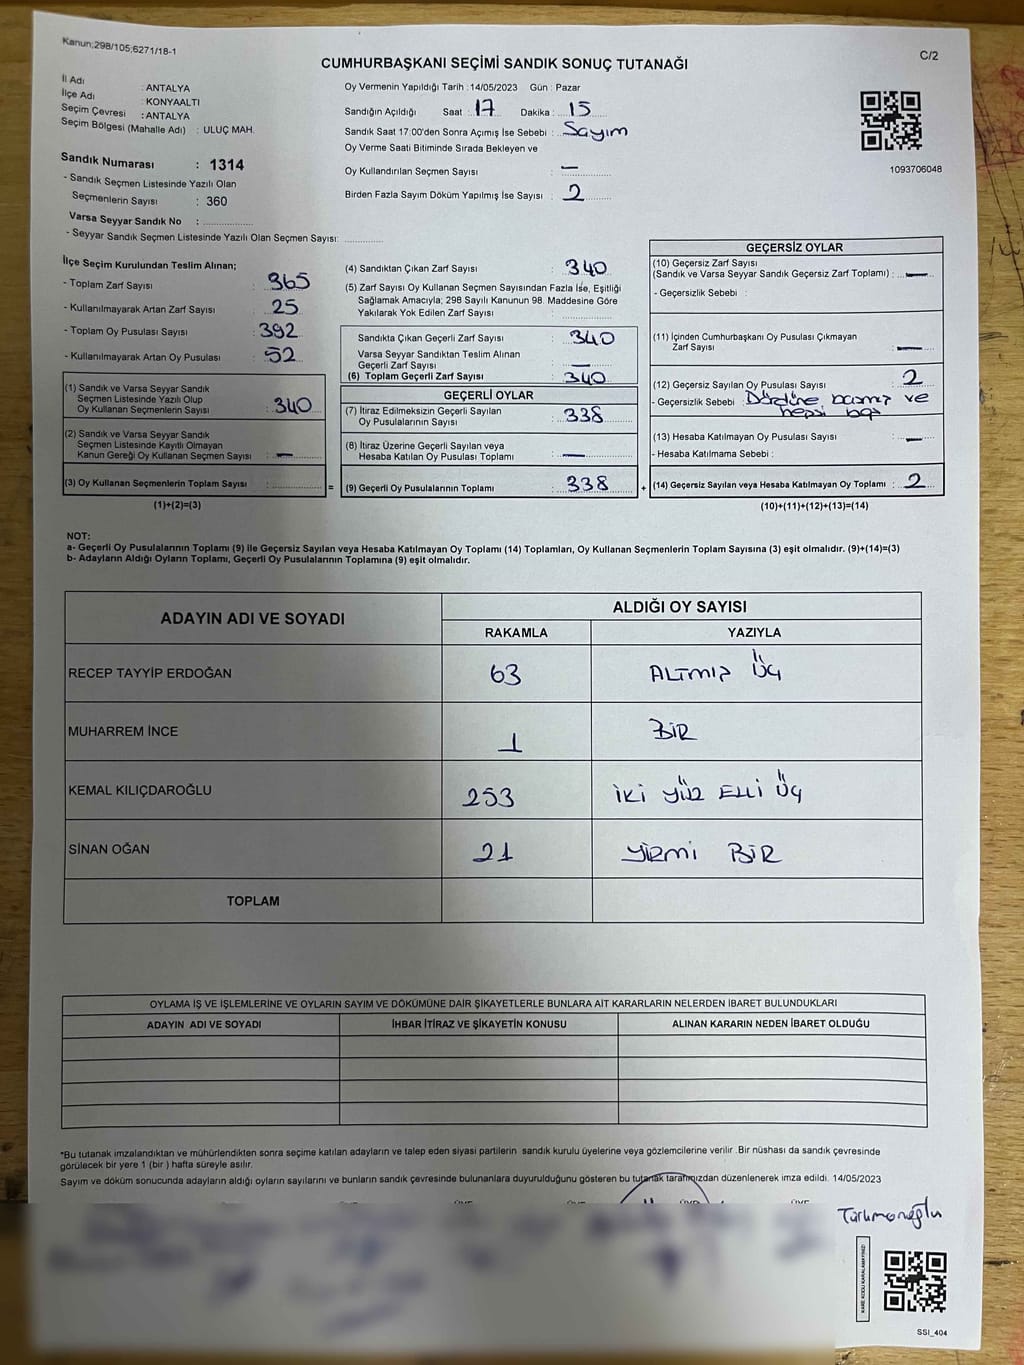 Kanun;298/105;6271/18-1
C/2
CUMHURBAŞKANI SEÇİMİ SANDIK SONUÇ TUTANAĞI
İl Adı : ANTALYA
İlçe Adı : KONYAALTI
Seçim Çevresi : ANTALYA
Seçim Bölgesi (Mahalle Adı) : ULUÇ MAH.
Sandık Numarası : 1314
- Sandık Seçmen Listesinde Yazılı Olan
Seçmenlerin Sayısı : 360
Varsa Seyyar Sandık No :
- Seyyar Sandık Seçmen Listesinde Yazılı Olan Seçmen Sayısı:
Oy Vermenin Yapıldığı Tarih : 14/05/2023 Gün : Pazar
Sandığın Açıldığı Saat : 17 Dakika : 15
Sandık Saat 17:00'den Sonra Açımış İse Sebebi : Sayım
Oy Verme Saati Bitiminde Sırada Bekleyen ve
Oy Kullandırılan Seçmen Sayısı : —
Birden Fazla Sayım Döküm Yapılmış İse Sayısı : 2
1093706048
İlçe Seçim Kurulundan Teslim Alınan;
- Toplam Zarf Sayısı : 365
- Kullanılmayarak Artan Zarf Sayısı : 25
- Toplam Oy Pusulası Sayısı : 392
- Kullanılmayarak Artan Oy Pusulası : 52
(1) Sandık ve Varsa Seyyar Sandık
Seçmen Listesinde Yazılı Olup
Oy Kullanan Seçmenlerin Sayısı : 340
(2) Sandık ve Varsa Seyyar Sandık
Seçmen Listesinde Kayıtlı Olmayan
Kanun Gereği Oy Kullanan Seçmen Sayısı : —
(3) Oy Kullanan Seçmenlerin Toplam Sayısı :
(1)+(2)=(3)
(4) Sandıktan Çıkan Zarf Sayısı : 340
(5) Zarf Sayısı Oy Kullanan Seçmen Sayısından Fazla İse, Eşitliği
Sağlamak Amacıyla; 298 Sayılı Kanunun 98. Maddesine Göre
Yakılarak Yok Edilen Zarf Sayısı :
Sandıkta Çıkan Geçerli Zarf Sayısı : 340
Varsa Seyyar Sandıktan Teslim Alınan
Geçerli Zarf Sayısı : —
(6) Toplam Geçerli Zarf Sayısı : 340
GEÇERLİ OYLAR
(7) İtiraz Edilmeksizin Geçerli Sayılan
Oy Pusulalarının Sayısı : 338
(8) İtiraz Üzerine Geçerli Sayılan veya
Hesaba Katılan Oy Pusulası Toplamı : —
= (9) Geçerli Oy Pusulalarının Toplamı : 338
GEÇERSİZ OYLAR
(10) Geçersiz Zarf Sayısı
(Sandık ve Varsa Seyyar Sandık Geçersiz Zarf Toplamı) : —
- Geçersizlik Sebebi :
(11) İçinden Cumhurbaşkanı Oy Pusulası Çıkmayan
Zarf Sayısı : —
(12) Geçersiz Sayılan Oy Pusulası Sayısı : 2
- Geçersizlik Sebebi : Dördüne basmış ve
hepsi boş
(13) Hesaba Katılmayan Oy Pusulası Sayısı : —
- Hesaba Katılmama Sebebi :
+ (14) Geçersiz Sayılan veya Hesaba Katılmayan Oy Toplamı : 2
(10)+(11)+(12)+(13)=(14)
NOT:
a- Geçerli Oy Pusulalarının Toplamı (9) ile Geçersiz Sayılan veya Hesaba Katılmayan Oy Toplamı (14) Toplamları, Oy Kullanan Seçmenlerin Toplam Sayısına (3) eşit olmalıdır. (9)+(14)=(3)
b- Adayların Aldığı Oyların Toplamı, Geçerli Oy Pusulalarının Toplamına (9) eşit olmalıdır.
ADAYIN ADI VE SOYADI ALDIĞI OY SAYISI
RAKAMLA YAZIYLA
RECEP TAYYİP ERDOĞAN 63 ALTMIŞ ÜÇ
MUHARREM İNCE 1 BİR
KEMAL KILIÇDAROĞLU 253 İKİ YÜZ ELLİ ÜÇ
SİNAN OĞAN 21 YİRMİ BİR
TOPLAM
OYLAMA İŞ VE İŞLEMLERİNE VE OYLARIN SAYIM VE DÖKÜMÜNE DAİR ŞİKAYETLERLE BUNLARA AİT KARARLARIN NELERDEN İBARET BULUNDUKLARI
ADAYIN ADI VE SOYADI İHBAR İTİRAZ VE ŞİKAYETİN KONUSU ALINAN KARARIN NEDEN İBARET OLDUĞU
*Bu tutanak imzalandıktan ve mühürlendikten sonra seçime katılan adayların ve talep eden siyasi partilerin sandık kurulu üyelerine veya gözlemcilerine verilir .Bir nüshası da sandık çevresinde
görülecek bir yere 1 (bir ) hafta süreyle asılır.
Sayım ve döküm sonucunda adayların aldığı oyların sayılarını ve bunların sandık çevresinde bulunanlara duyurulduğunu gösteren bu tutanak tarafımızdan düzenlenerek imza edildi. 14/05/2023
Türkmenoğlu
KARE KODU KARALAMAYINIZ!
SSI_404